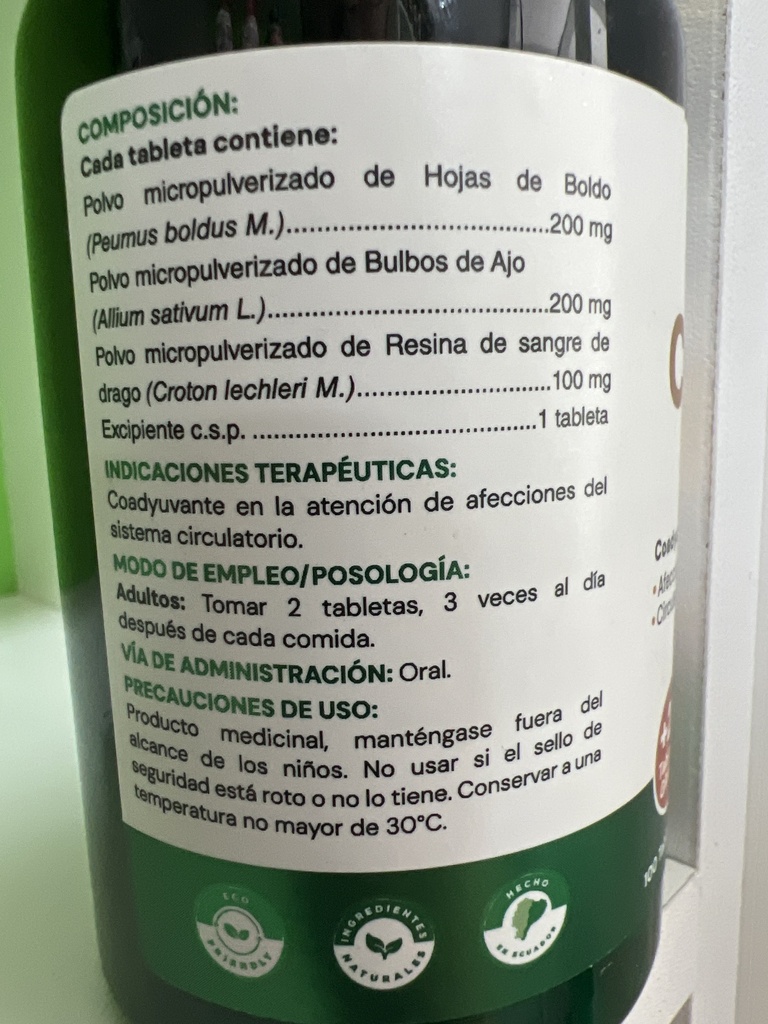 COMPOSICIÓN:
Cada tableta contiene:
Polvo micropulverizado de Hojas de Boldo
(Peumus boldus M.)......................................200 mg
Polvo micropulverizado de Bulbos de Ajo
(Allium sativum L.).........................................200 mg
Polvo micropulverizado de Resina de sangre de
drago (Croton lechleri M.)............................100 mg
Excipiente c.s.p. .........................................1 tableta
INDICACIONES TERAPÉUTICAS:
Coadyuvante en la atención de afecciones del
sistema circulatorio.
MODO DE EMPLEO/POSOLOGÍA:
Adultos: Tomar 2 tabletas, 3 veces al día
después de cada comida.
VÍA DE ADMINISTRACIÓN: Oral.
PRECAUCIONES DE USO:
Producto medicinal, manténgase fuera del
alcance de los niños. No usar si el sello de
seguridad está roto o no lo tiene. Conservar a una
temperatura no mayor de 30°C.
ECO
FRIENDLY
INGREDIENTES
NATURALES
HECHO
EN ECUADOR
100